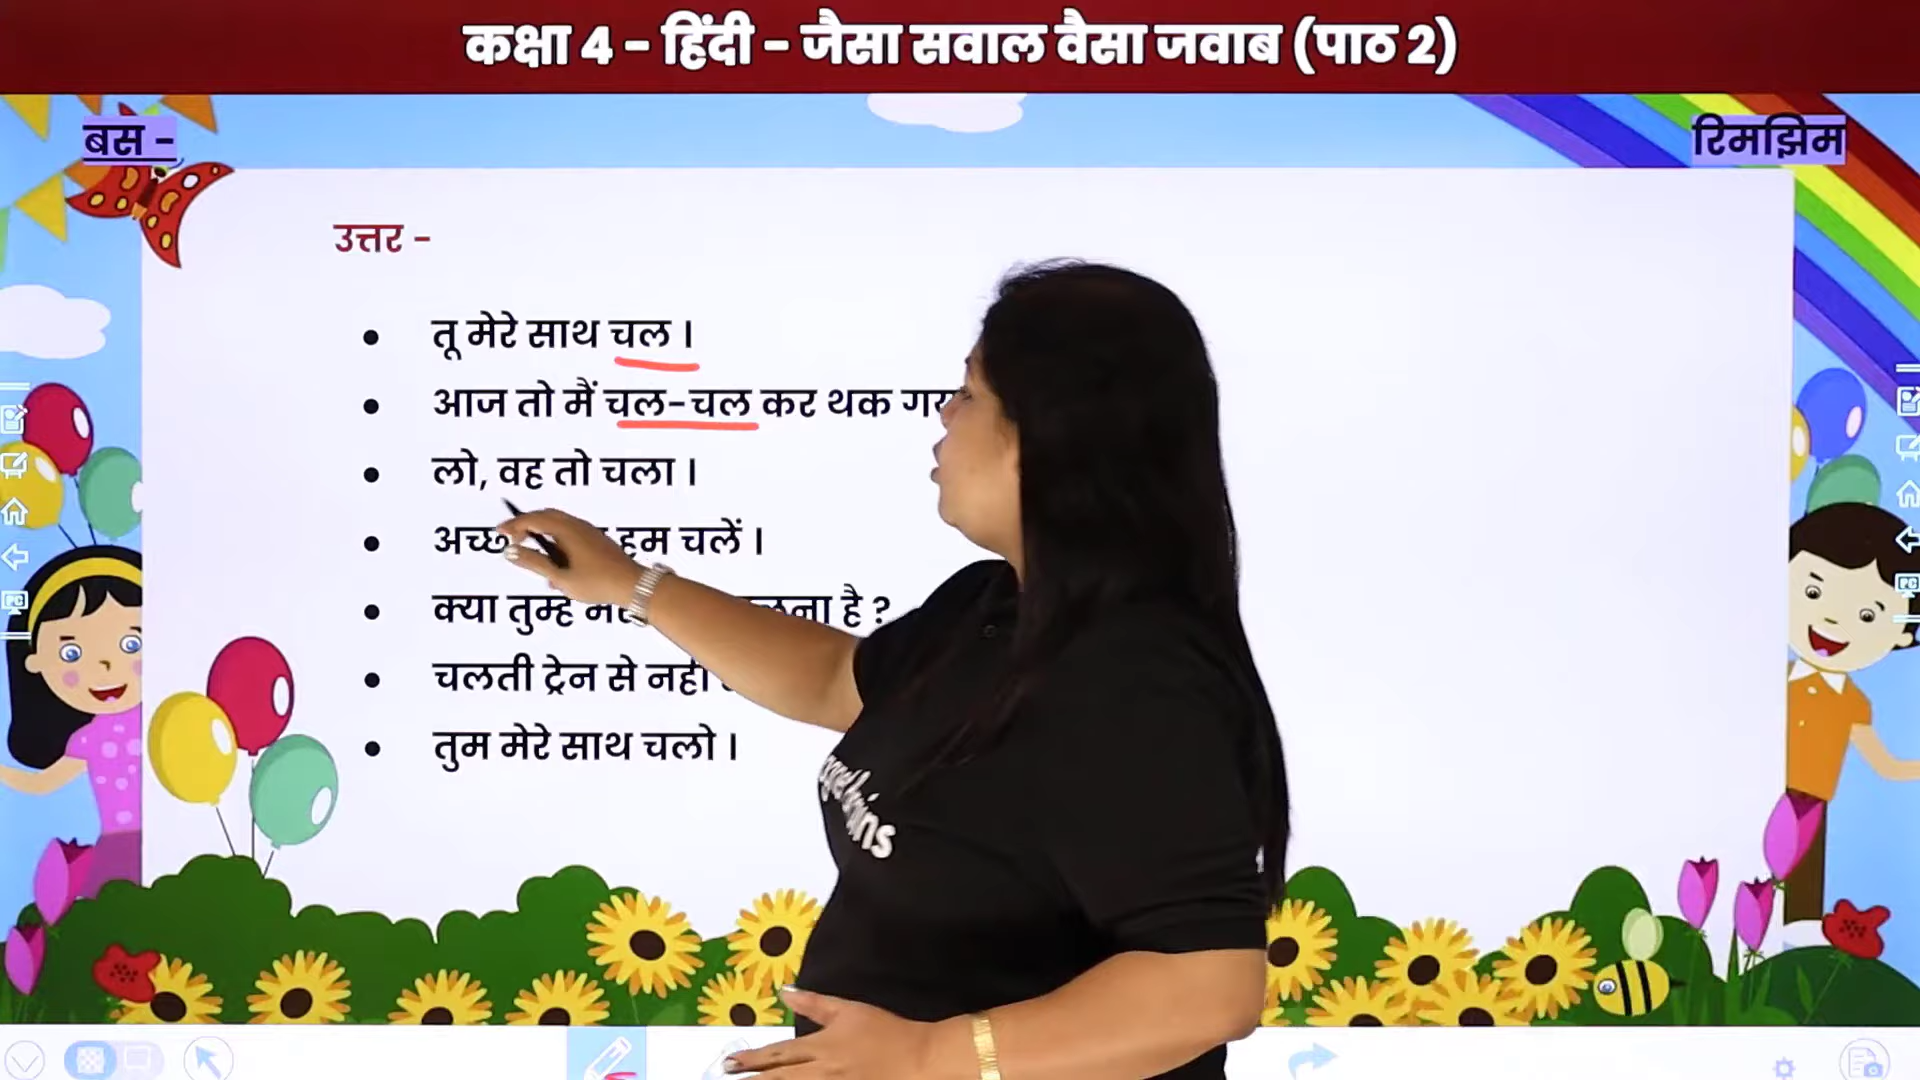 कक्षा 4 - हिंदी - जैसा सवाल वैसा जवाब (पाठ 2)
बस -
रिमझिम
उत्तर -
• तू मेरे साथ चल ।
• आज तो मैं चल-चल कर थक
• लो, वह तो चला ।
• हम चलें ।
• क्या तुम्हें है ?
• चलती ट्रेन से नहीं
• तुम मेरे साथ चलो ।